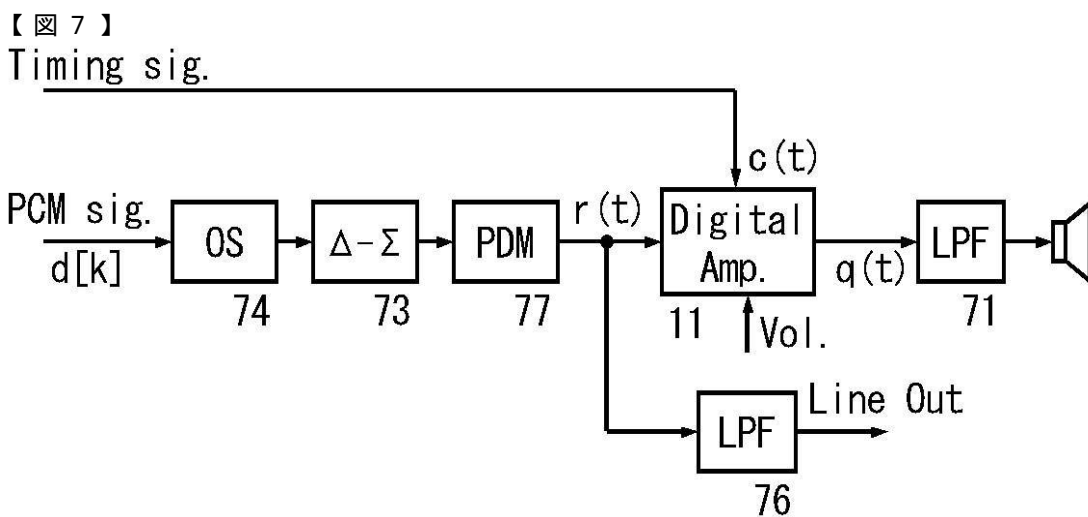 【図7】
Timing sig.
c(t)
PCM sig.
d[k]
OS
74
Δ-Σ
73
PDM
77
r(t)
Digital
Amp.
11
Vol.
q(t)
LPF
71
LPF
76
Line Out